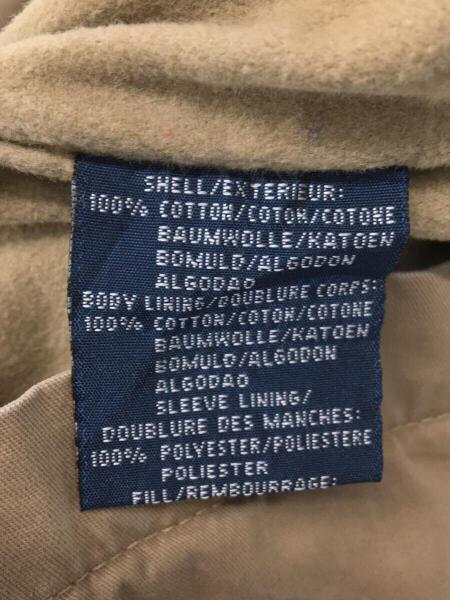 SHELL/EXTERIEUR:
100% COTTON/COTON/COTONE
BAUMWOLLE/KATOEN
BOMULD/ALGODON
ALGODAO
BODY LINING/DOUBLURE CORPS:
100% COTTON/COTON/COTONE
BAUMWOLLE/KATOEN
BOMULD/ALGODON
ALGODAO
SLEEVE LINING/
DOUBLURE DES MANCHES:
100% POLYESTER/POLIESTERE
POLIESTER
FILL/REMBOURRAGE: